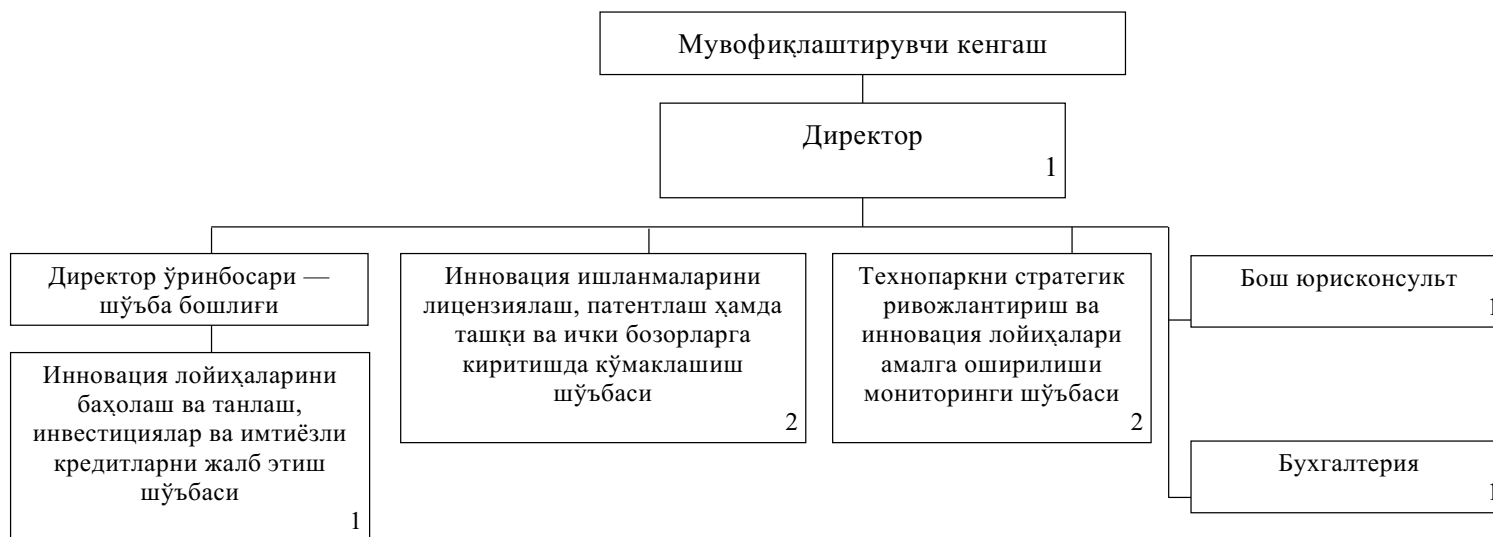 Мувофиқлаштирувчи кенгаш
Директор
1
Директор ўринбосари —
шўъба бошлиғи
Инновация лойиҳаларини
баҳолаш ва танлаш,
инвестициялар ва имтиёзли
кредитларни жалб этиш
шўъбаси
1
Инновация ишланмаларини
лицензиялаш, патентлаш ҳамда
ташқи ва ички бозорларга
киритишда кўмаклашиш
шўъбаси
2
Технопаркни стратегик
ривожлантириш ва
инновация лойиҳалари
амалга оширилиши
мониторинги шўъбаси
2
Бош юрисконсульт
1
Бухгалтерия
1